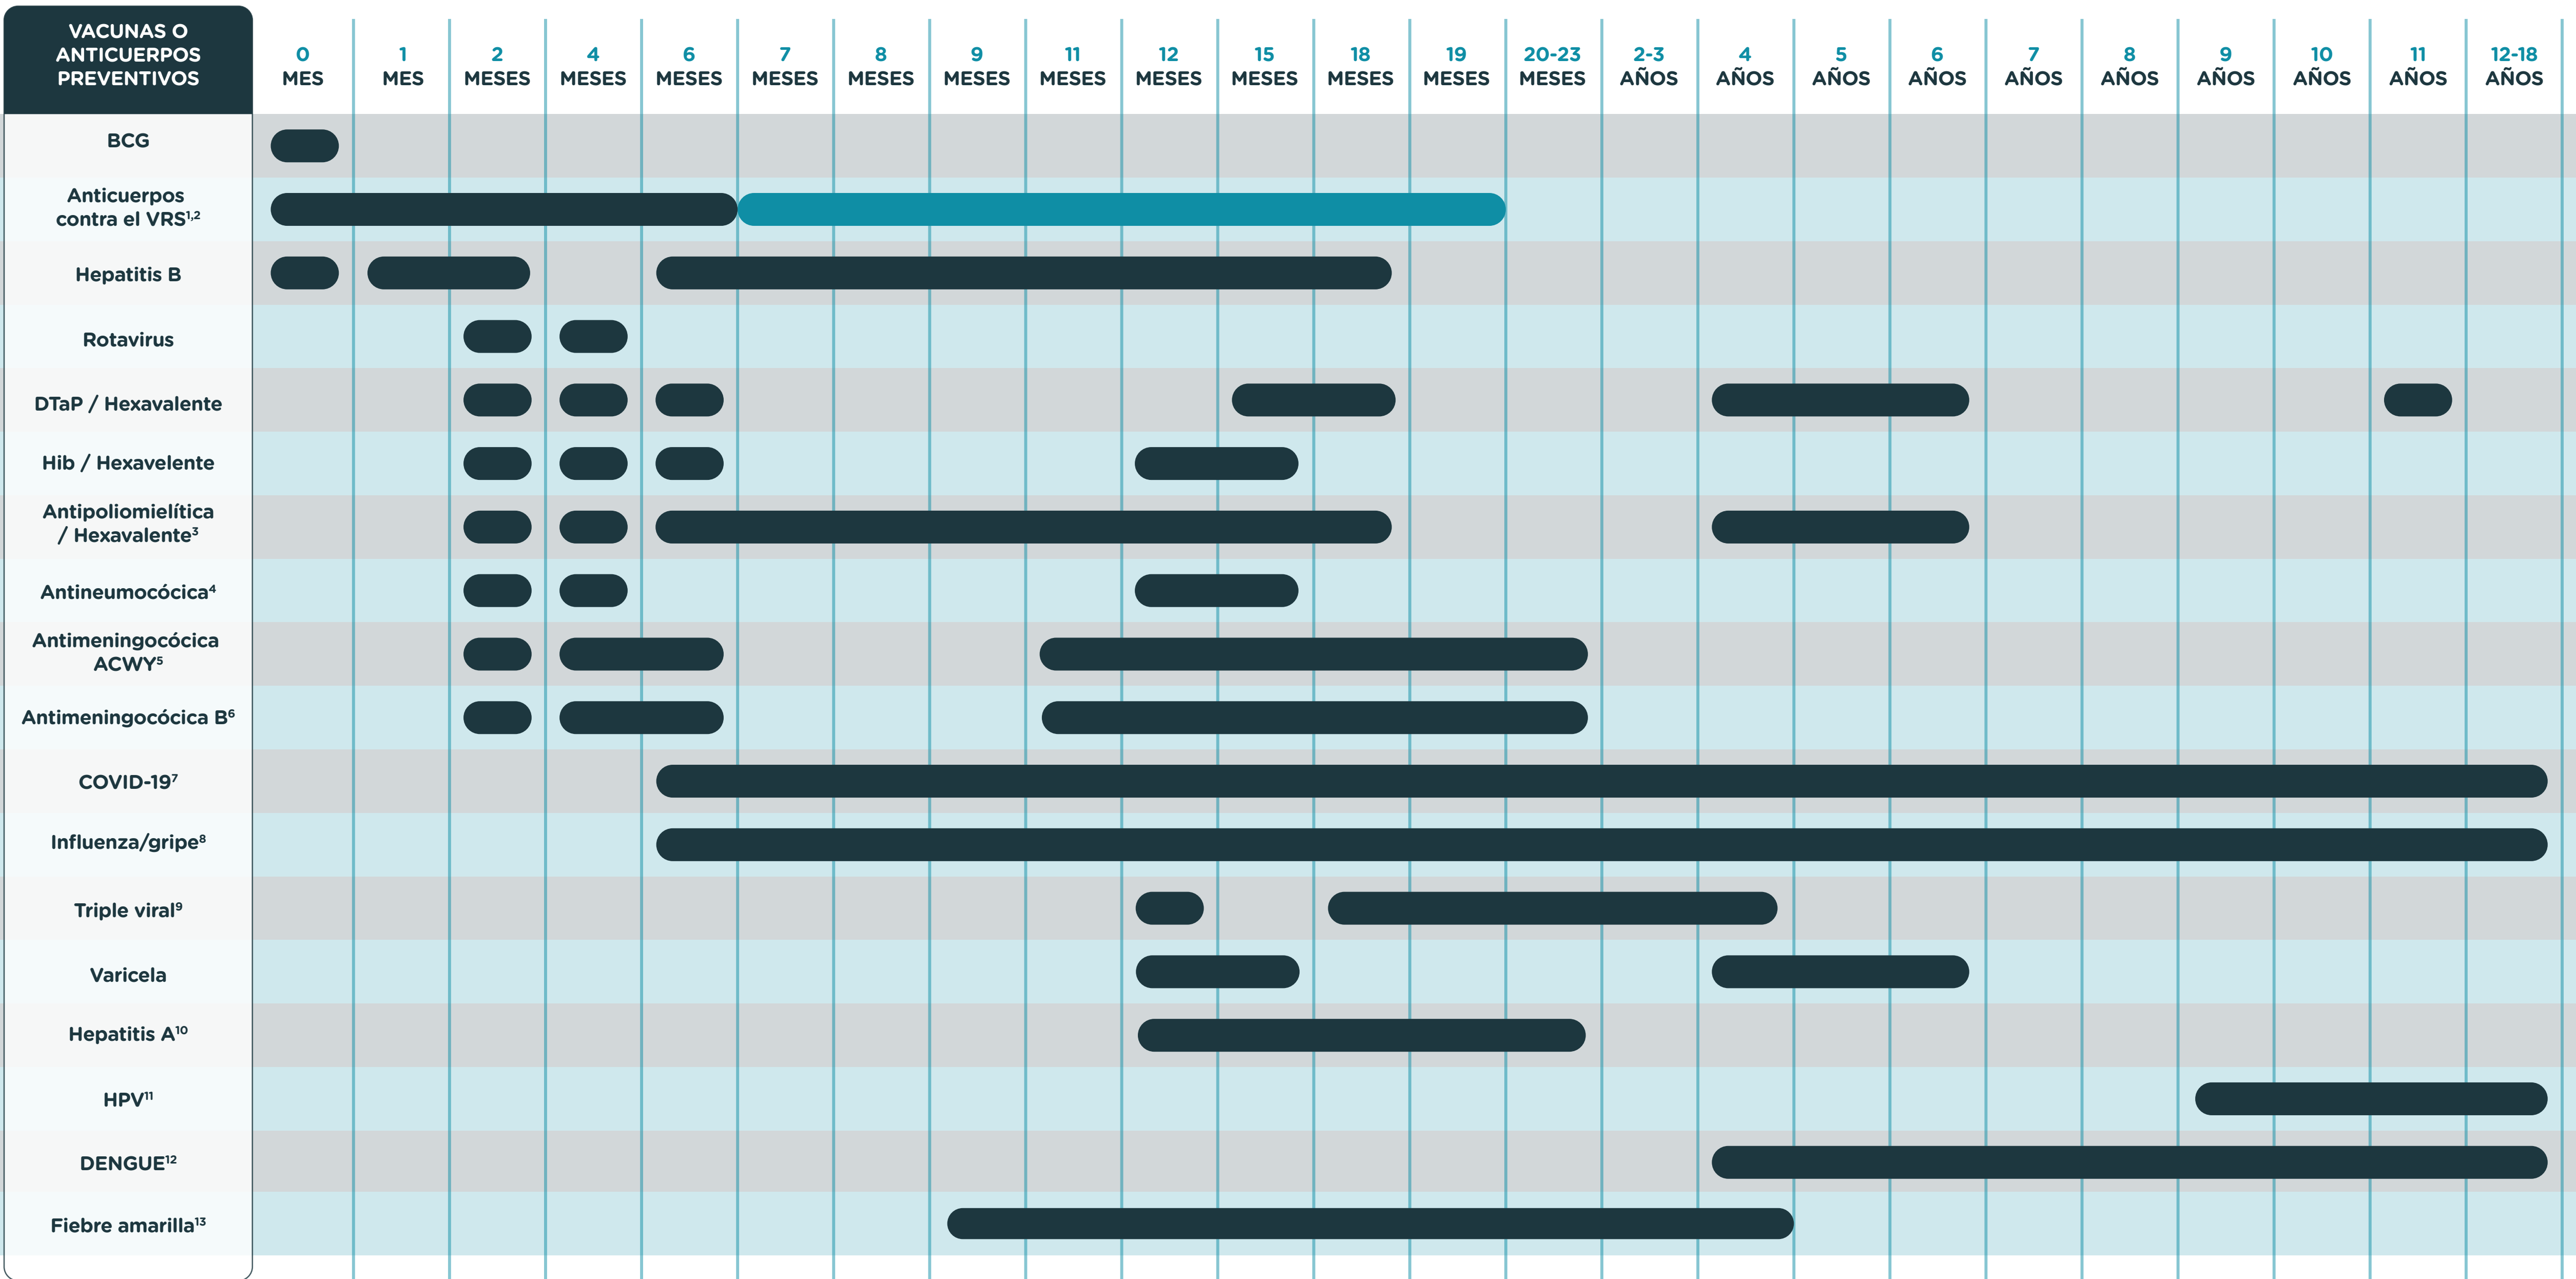 VACUNAS O
ANTICUERPOS
PREVENTIVOS
0
MES
1
MES
2
MESES
4
MESES
6
MESES
7
MESES
8
MESES
9
MESES
11
MESES
12
MESES
15
MESES
18
MESES
19
MESES
20-23
MESES
2-3
AÑOS
4
AÑOS
5
AÑOS
6
AÑOS
7
AÑOS
8
AÑOS
9
AÑOS
10
AÑOS
11
AÑOS
12-18
AÑOS
BCG
Anticuerpos
contra el VRS1,2
Hepatitis B
Rotavirus
DTaP / Hexavalente
Hib / Hexavelente
Antipoliomielítica
/ Hexavalente3
Antineumocócica4
Antimeningocócica
ACWY5
Antimeningocócica B6
COVID-197
Influenza/gripe8
Triple viral9
Varicela
Hepatitis A10
HPV11
DENGUE12
Fiebre amarilla13